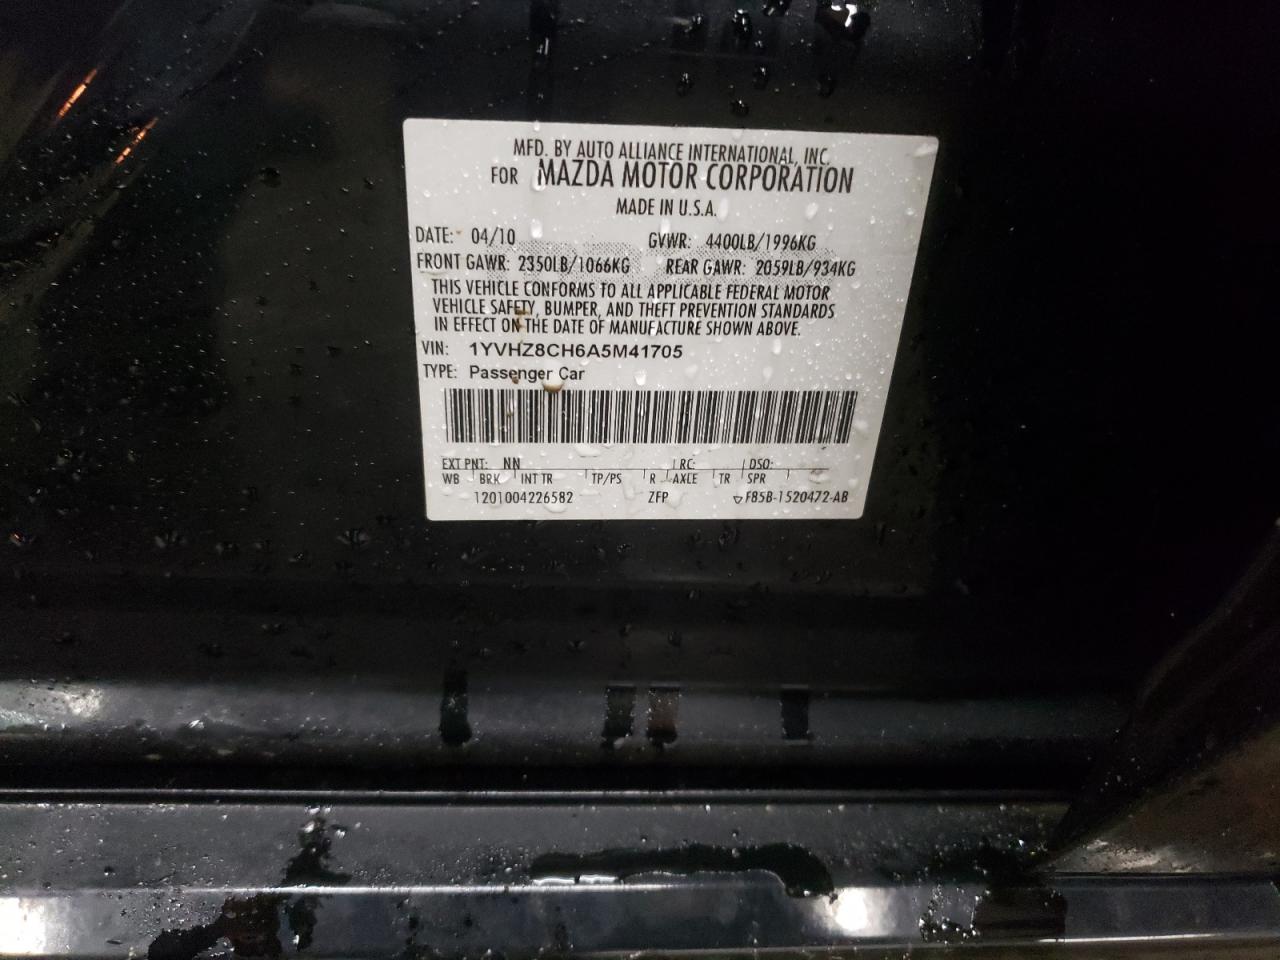 MFD. BY AUTO ALLIANCE INTERNATIONAL, INC.
FOR MAZDA MOTOR CORPORATION
MADE IN U.S.A.
DATE: 04/10 GVWR: 4400LB/1996KG
FRONT GAWR: 2350LB/1066KG REAR GAWR: 2059LB/934KG
THIS VEHICLE CONFORMS TO ALL APPLICABLE FEDERAL MOTOR
VEHICLE SAFETY, BUMPER, AND THEFT PREVENTION STANDARDS
IN EFFECT ON THE DATE OF MANUFACTURE SHOWN ABOVE.
VIN: 1YVHZ8CH6A5M41705
TYPE: Passenger Car
EXT PNT: NN RC: DSO:
WB BRK INT TR TP/PS R AXLE TR SPR
1201004226582 ZFP F85B-1520472-AB